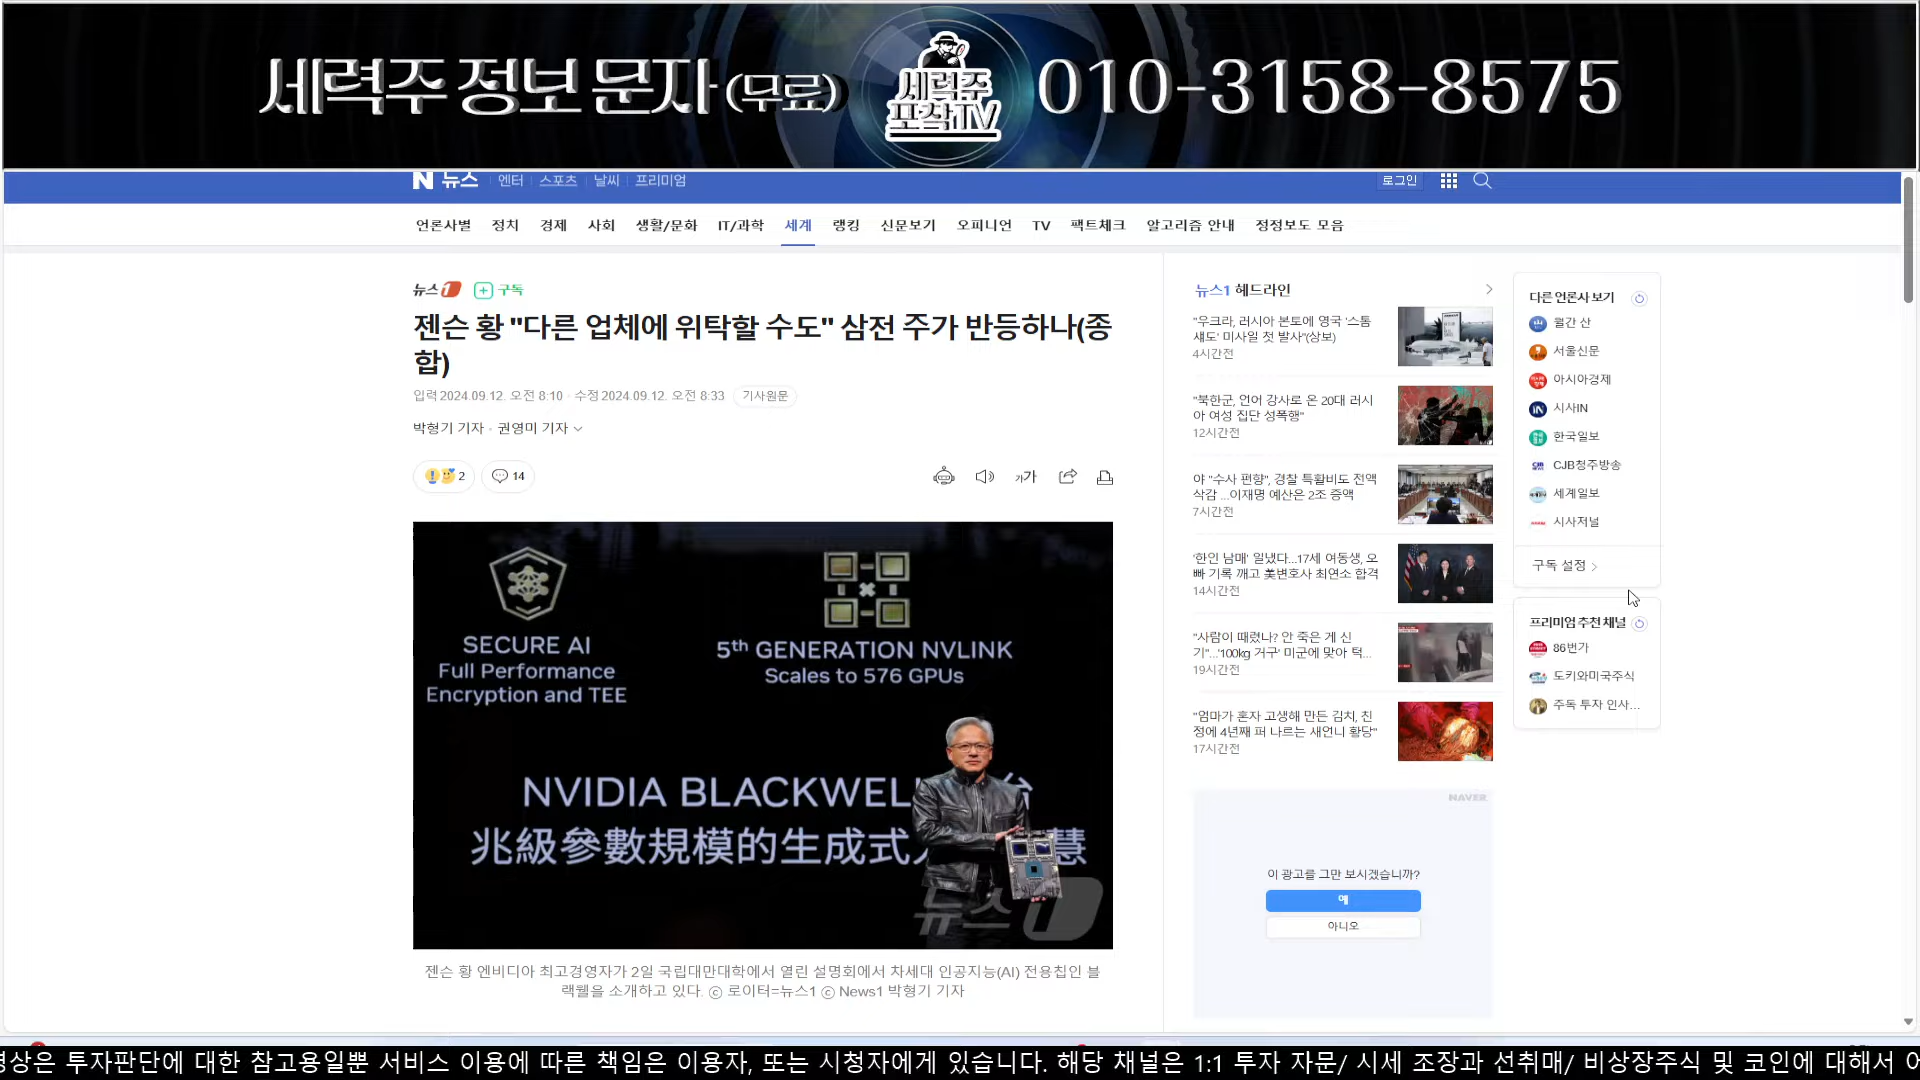 세력주 정보 문자 (무료)
세력주
포착TV
010-3158-8575
N 뉴스 엔터 스포츠 날씨 프리미엄
로그인
언론사별 정치 경제 사회 생활/문화 IT/과학 세계 랭킹 신문보기 오피니언 TV 팩트체크 알고리즘 안내 정정보도 모음
뉴스1 구독
젠슨 황 "다른 업체에 위탁할 수도" 삼전 주가 반등하나(종
합)
입력 2024.09.12. 오전 8:10 · 수정 2024.09.12. 오전 8:33 기사원문
박형기 기자 · 권영미 기자
2
14
가가
SECURE AI
Full Performance
Encryption and TEE
5th GENERATION NVLINK
Scales to 576 GPUs
NVIDIA BLACKWELL 台
兆級參數規模的生成式人 慧
뉴스1
젠슨 황 엔비디아 최고경영자가 2일 국립대만대학에서 열린 설명회에서 차세대 인공지능(AI) 전용칩인 블
랙웰을 소개하고 있다. ⓒ 로이터=뉴스1 ⓒ News1 박형기 기자
뉴스1 헤드라인
"우크라, 러시아 본토에 영국 '스톰
섀도' 미사일 첫 발사"(상보)
4시간전
"북한군, 언어 강사로 온 20대 러시
아 여성 집단 성폭행"
12시간전
야 "수사 편향", 경찰 특활비도 전액
삭감 …이재명 예산은 2조 증액
7시간전
'한인 남매' 일냈다…17세 여동생, 오
빠 기록 깨고 美변호사 최연소 합격
14시간전
"사람이 때렸나? 안 죽은 게 신
기"…'100kg 거구' 미군에 맞아 턱...
19시간전
"엄마가 혼자 고생해 만든 김치, 친
정에 4년째 퍼 나르는 새언니 황당"
17시간전
NAVER
이 광고를 그만 보시겠습니까?
예
아니오
다른 언론사 보기
월간 산
서울신문
아시아경제
시사IN
한국일보
CJB청주방송
세계일보
시사저널
구독 설정
프리미엄 추천 채널
86번가
도키와미국주식
주독 투자 인사...
영상은 투자판단에 대한 참고용일뿐 서비스 이용에 따른 책임은 이용자, 또는 시청자에게 있습니다. 해당 채널은 1:1 투자 자문/ 시세 조장과 선취매/ 비상장주식 및 코인에 대해서 어